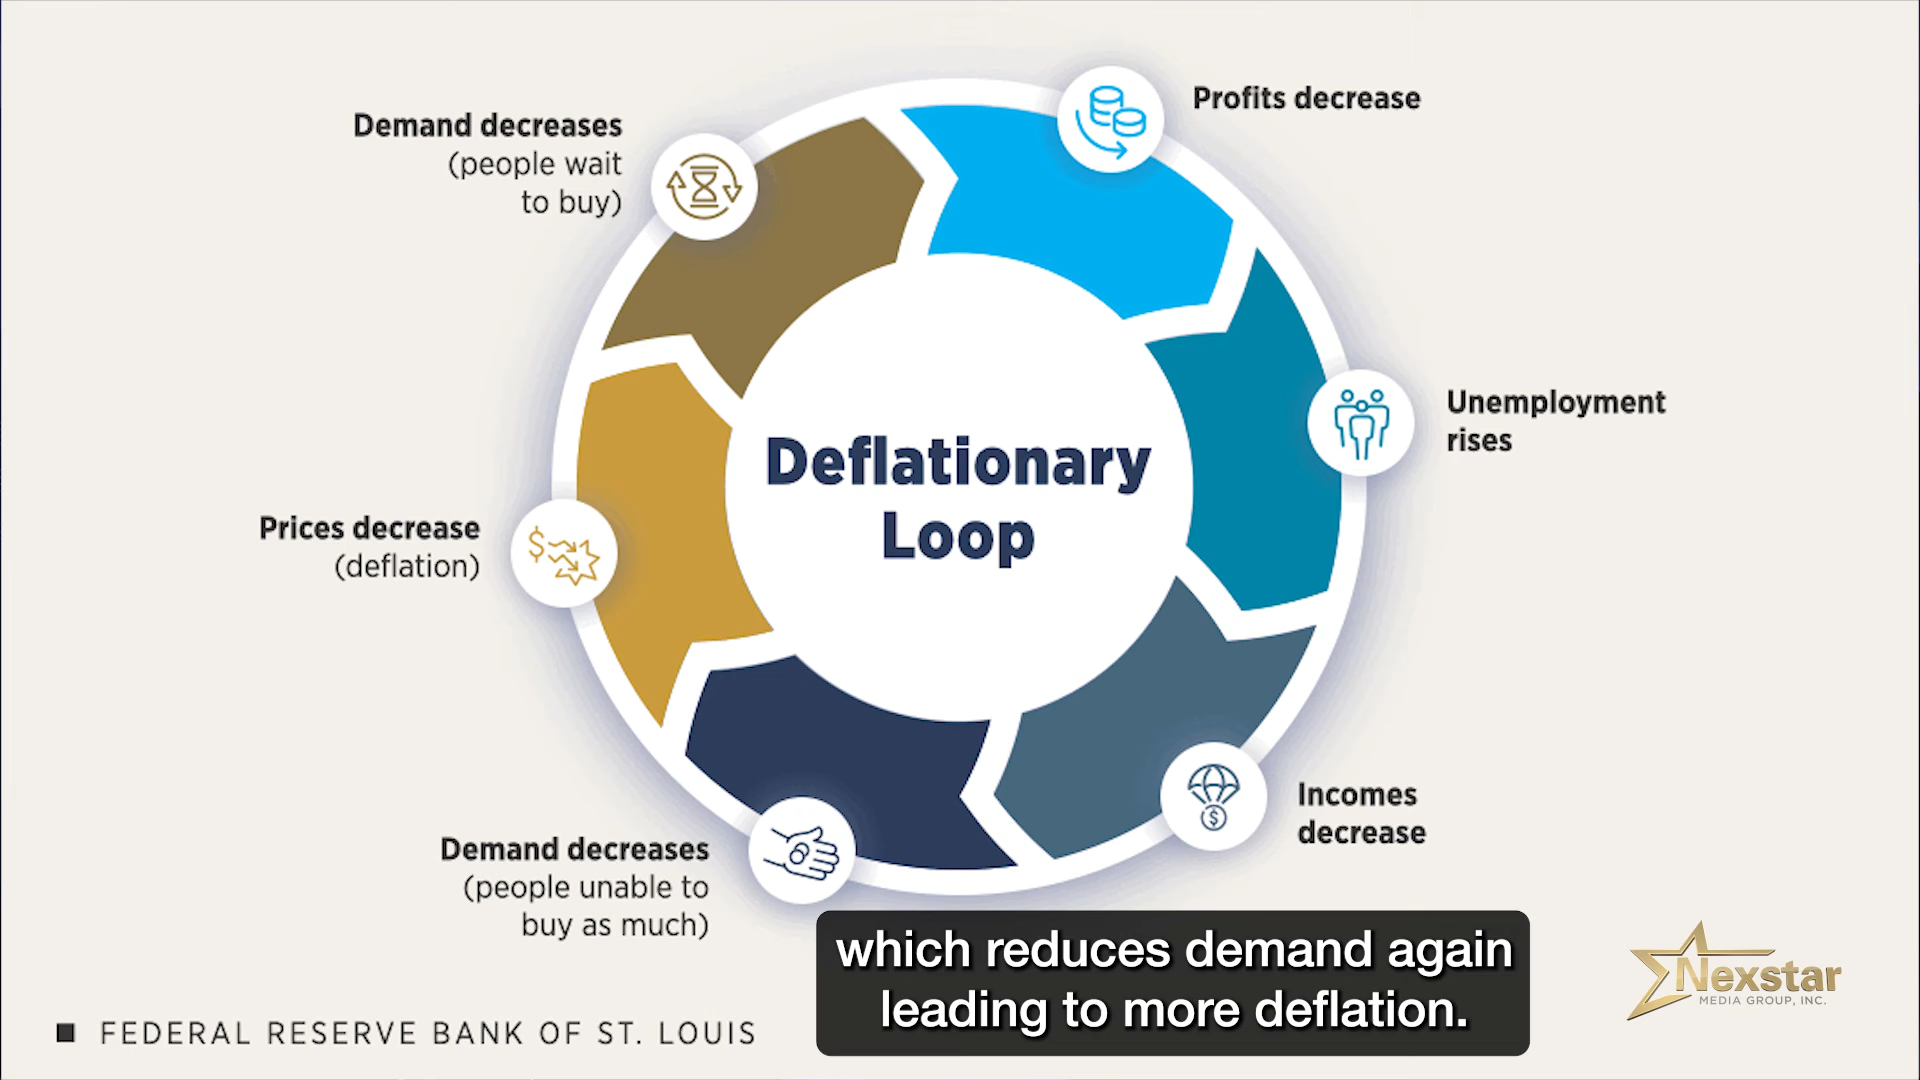 Profits decrease
Demand decreases
(people wait
to buy)
Unemployment
rises
Deflationary
Loop
Prices decrease
(deflation)
$
Incomes
decrease
$
Demand decreases
(people unable to
buy as much)
which reduces demand again
leading to more deflation.
Nexstar
MEDIA GROUP, INC.
FEDERAL RESERVE BANK OF ST. LOUIS